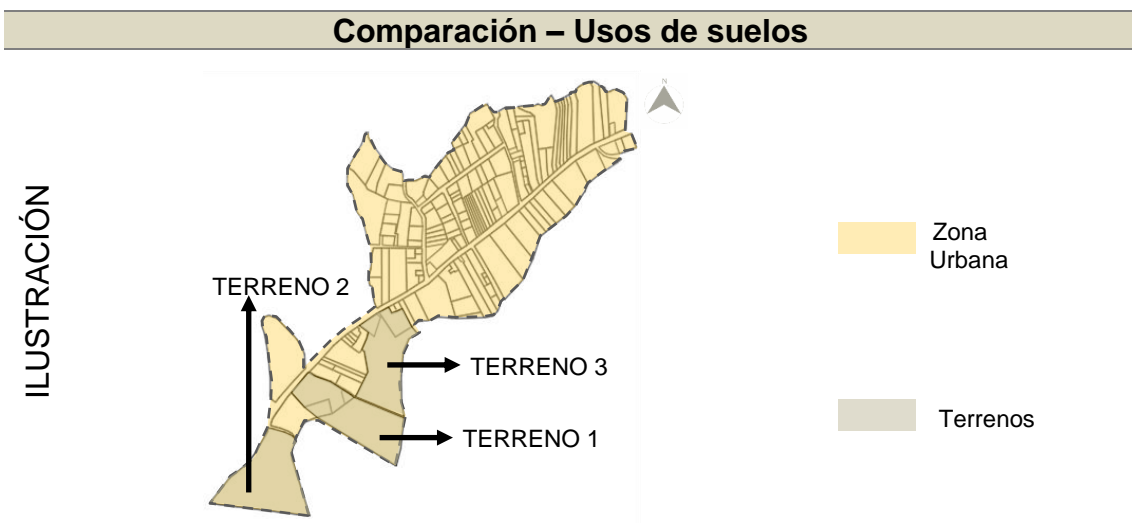 Comparación – Usos de suelos
N
ILUSTRACIÓN
TERRENO 2
TERRENO 3
TERRENO 1
Zona
Urbana
Terrenos